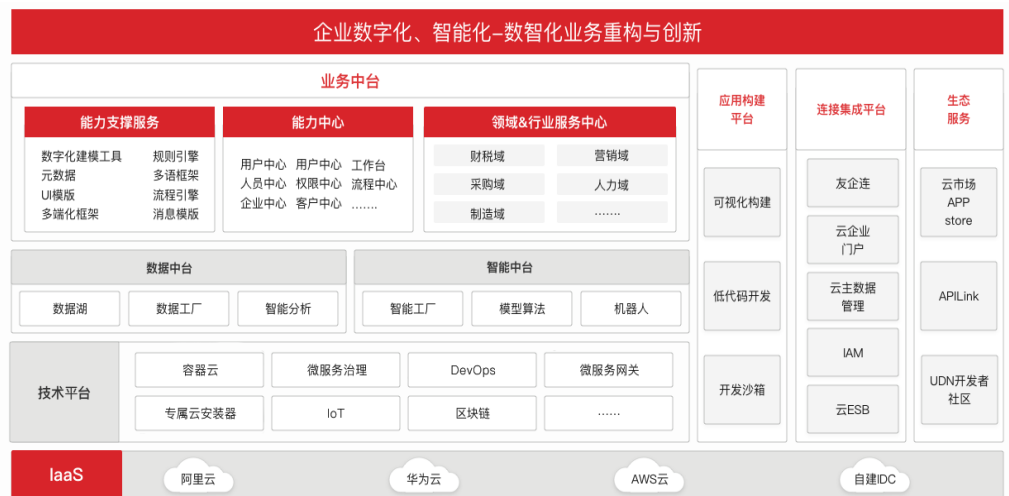 企业数字化、智能化-数智化业务重构与创新
业务中台
能力支撑服务
数字化建模工具 规则引擎
元数据 多语框架
UI模版 流程引擎
多端化框架 消息模版
能力中心
用户中心 用户中心 工作台
人员中心 权限中心 流程中心
企业中心 客户中心 .......
领域&行业服务中心
财税域 营销域
采购域 人力域
制造域 .......
数据中台
数据湖 数据工厂 智能分析
智能中台
智能工厂 模型算法 机器人
技术平台
容器云 微服务治理 DevOps 微服务网关
专属云安装器 IoT 区块链 ......
应用构建
平台
可视化构建
低代码开发
开发沙箱
连接集成平台
友企连
云企业
门户
云主数据
管理
IAM
云ESB
生态
服务
云市场
APP
store
APILink
UDN开发者
社区
IaaS
阿里云 华为云 AWS云 自建IDC